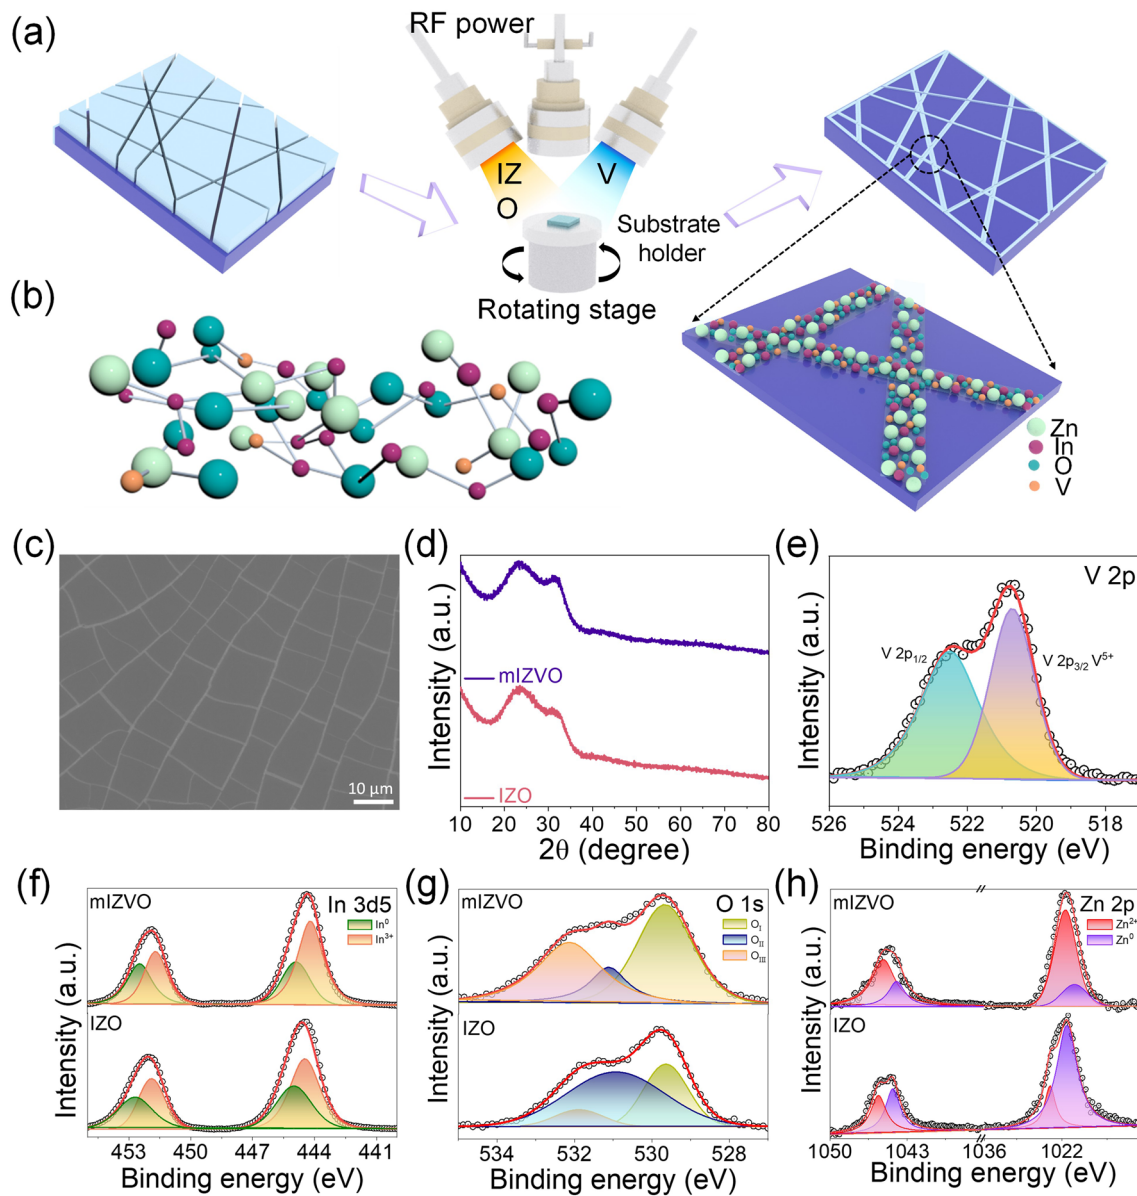 (a)
RF power
IZ
O
V
Substrate
holder
Rotating stage
(b)
Zn
In
O
V
(c)
10 µm
(d)
Intensity (a.u.)
mIZVO
IZO
10 20 30 40 50 60 70 80
2θ (degree)
(e)
V 2p
Intensity (a.u.)
V 2p1/2
V 2p3/2 V5+
526 524 522 520 518
Binding energy (eV)
(f)
mIZVO
In 3d5
In0
In3+
IZO
Intensity (a.u.)
453 450 447 444 441
Binding energy (eV)
(g)
mIZVO
O 1s
OI
OII
OIII
IZO
Intensity (a.u.)
534 532 530 528
Binding energy (eV)
(h)
mIZVO
Zn 2p
Zn2+
Zn0
IZO
Intensity (a.u.)
1050 1043 1036 1022
Binding energy (eV)